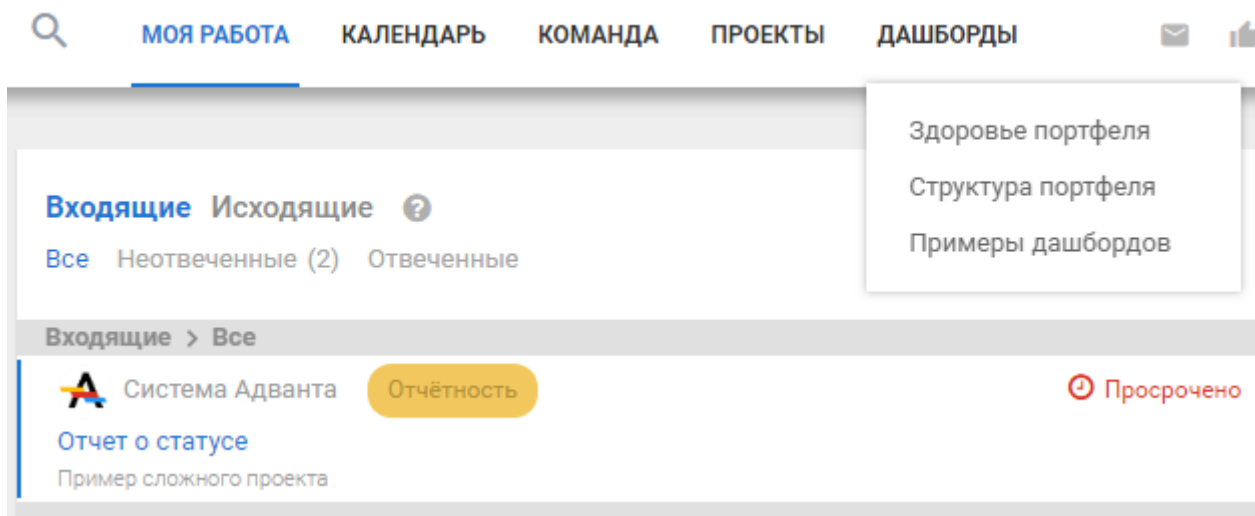 МОЯ РАБОТА КАЛЕНДАРЬ КОМАНДА ПРОЕКТЫ ДАШБОРДЫ
Здоровье портфеля
Структура портфеля
Примеры дашбордов
Входящие Исходящие ?
Все Неотвеченные (2) Отвеченные
Входящие > Все
Система Адванта Отчётность Просрочено
Отчет о статусе
Пример сложного проекта